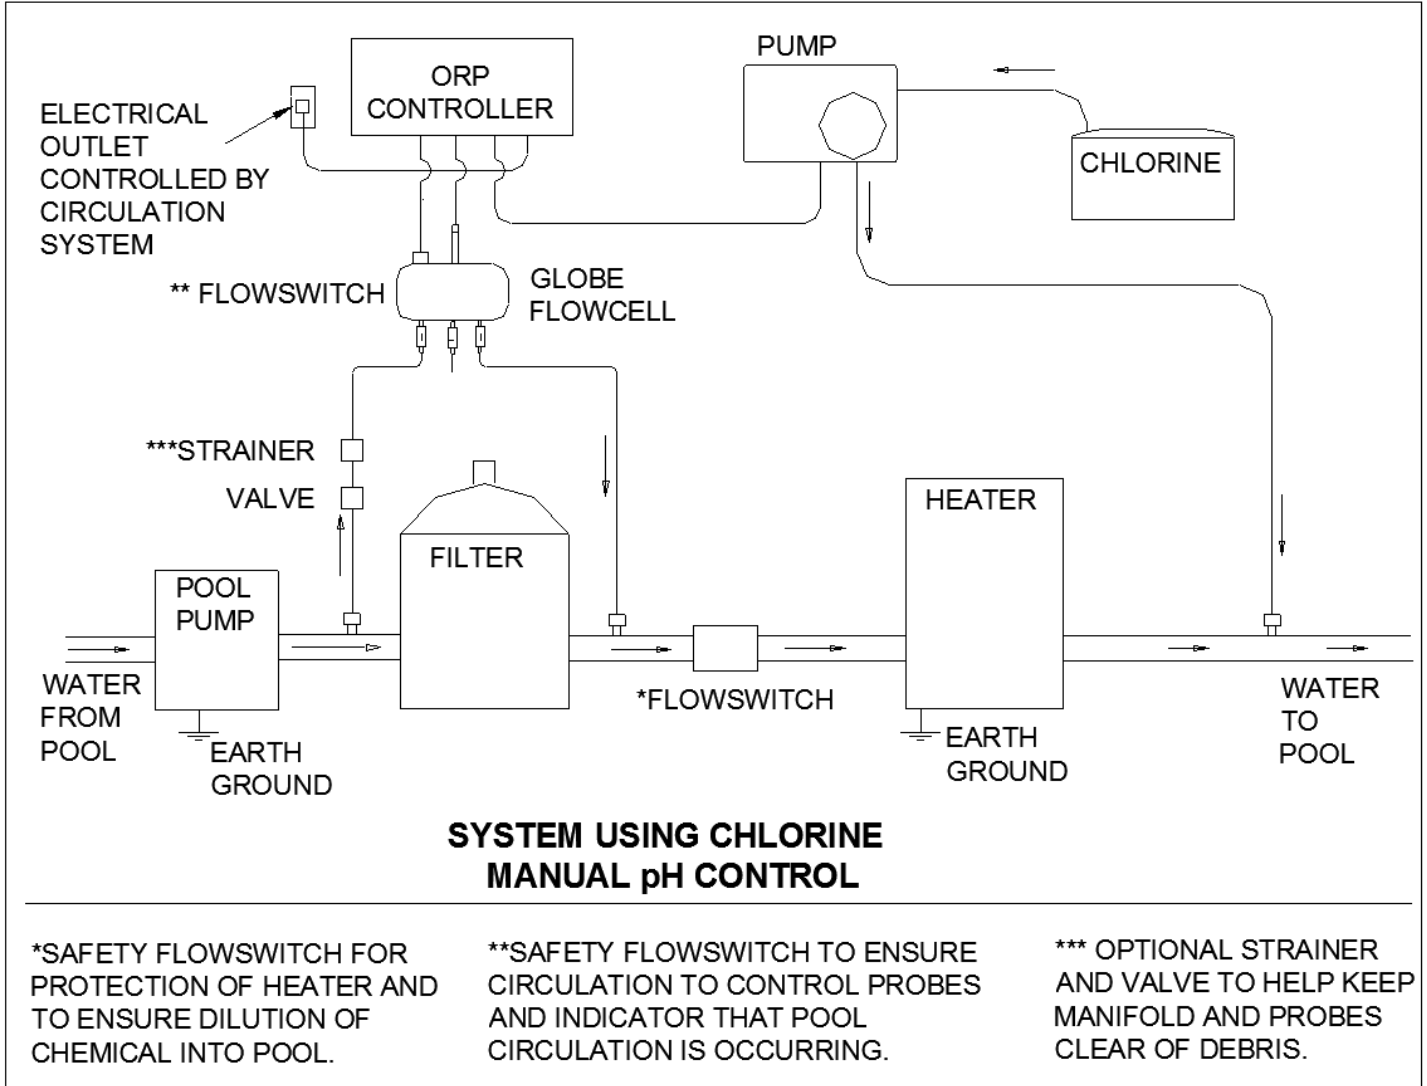 PUMP
ORP
CONTROLLER
ELECTRICAL
OUTLET
CONTROLLED BY
CIRCULATION
SYSTEM
CHLORINE
** FLOWSWITCH
GLOBE
FLOWCELL
***STRAINER
VALVE
HEATER
FILTER
POOL
PUMP
WATER
FROM
POOL
*FLOWSWITCH
WATER
TO
POOL
EARTH
GROUND
EARTH
GROUND
SYSTEM USING CHLORINE
MANUAL pH CONTROL
*SAFETY FLOWSWITCH FOR
PROTECTION OF HEATER AND
TO ENSURE DILUTION OF
CHEMICAL INTO POOL.
**SAFETY FLOWSWITCH TO ENSURE
CIRCULATION TO CONTROL PROBES
AND INDICATOR THAT POOL
CIRCULATION IS OCCURRING.
*** OPTIONAL STRAINER
AND VALVE TO HELP KEEP
MANIFOLD AND PROBES
CLEAR OF DEBRIS.